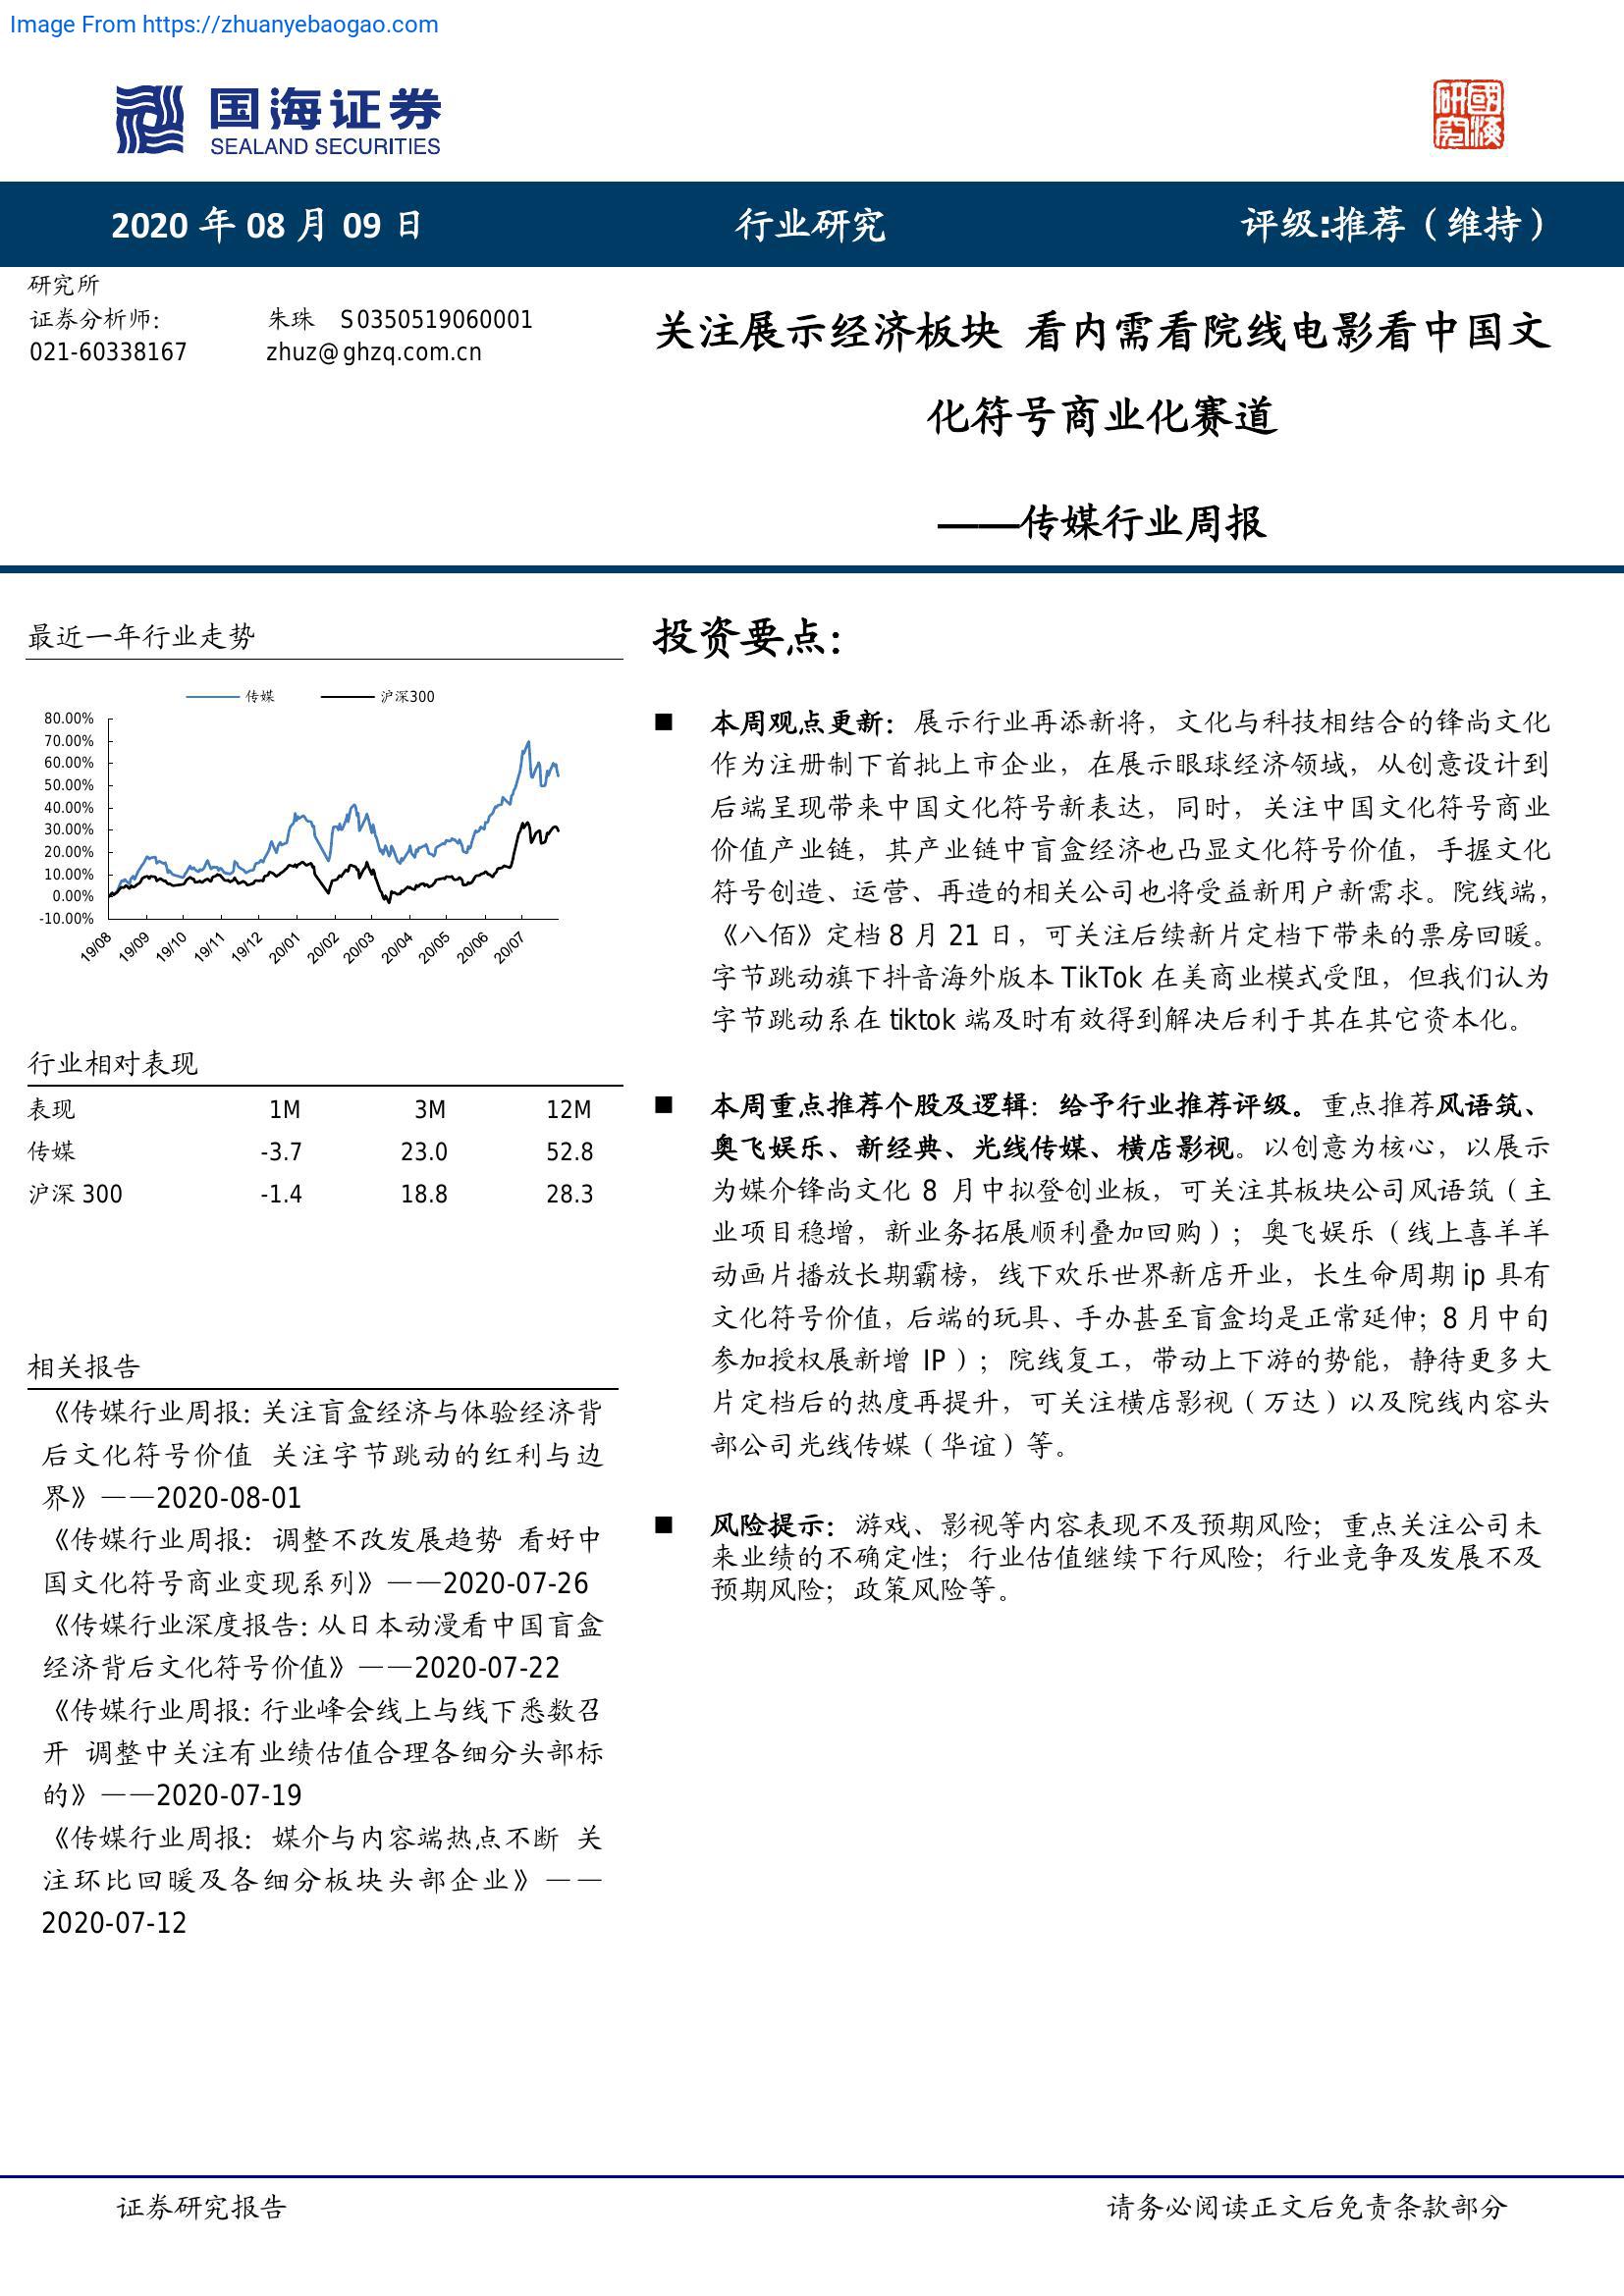 Image From https://zhuanyebaogao.com
国海证券
SEALAND SECURITIES
研國
究海
2020 年 08 月 09 日 行业研究 评级:推荐（维持）
研究所
证券分析师: 朱珠 S0350519060001
021-60338167 zhuz@ghzq.com.cn
关注展示经济板块 看内需看院线电影看中国文
化符号商业化赛道
——传媒行业周报
最近一年行业走势
传媒 沪深300
80.00%
70.00%
60.00%
50.00%
40.00%
30.00%
20.00%
10.00%
0.00%
-10.00%
19/08 19/09 19/10 19/11 19/12 20/01 20/02 20/03 20/04 20/05 20/06 20/07
行业相对表现
表现 1M 3M 12M
传媒 -3.7 23.0 52.8
沪深 300 -1.4 18.8 28.3
相关报告
《传媒行业周报：关注盲盒经济与体验经济背
后文化符号价值 关注字节跳动的红利与边
界》——2020-08-01
《传媒行业周报：调整不改发展趋势 看好中
国文化符号商业变现系列》——2020-07-26
《传媒行业深度报告：从日本动漫看中国盲盒
经济背后文化符号价值》——2020-07-22
《传媒行业周报：行业峰会线上与线下悉数召
开 调整中关注有业绩估值合理各细分头部标
的》——2020-07-19
《传媒行业周报：媒介与内容端热点不断 关
注环比回暖及各细分板块头部企业》——
2020-07-12
投资要点：
■ 本周观点更新：展示行业再添新将，文化与科技相结合的锋尚文化
作为注册制下首批上市企业，在展示眼球经济领域，从创意设计到
后端呈现带来中国文化符号新表达，同时，关注中国文化符号商业
价值产业链，其产业链中盲盒经济也凸显文化符号价值，手握文化
符号创造、运营、再造的相关公司也将受益新用户新需求。院线端，
《八佰》定档 8 月 21 日，可关注后续新片定档下带来的票房回暖。
字节跳动旗下抖音海外版本 TikTok 在美商业模式受阻，但我们认为
字节跳动系在 tiktok 端及时有效得到解决后利于其在其它资本化。
■ 本周重点推荐个股及逻辑：给予行业推荐评级。重点推荐风语筑、
奥飞娱乐、新经典、光线传媒、横店影视。以创意为核心，以展示
为媒介锋尚文化 8 月中拟登创业板，可关注其板块公司风语筑（主
业项目稳增，新业务拓展顺利叠加回购）；奥飞娱乐（线上喜羊羊
动画片播放长期霸榜，线下欢乐世界新店开业，长生命周期 ip 具有
文化符号价值，后端的玩具、手办甚至盲盒均是正常延伸；8 月中旬
参加授权展新增 IP）；院线复工，带动上下游的势能，静待更多大
片定档后的热度再提升，可关注横店影视（万达）以及院线内容头
部公司光线传媒（华谊）等。
■ 风险提示：游戏、影视等内容表现不及预期风险；重点关注公司未
来业绩的不确定性；行业估值继续下行风险；行业竞争及发展不及
预期风险；政策风险等。
证券研究报告 请务必阅读正文后免责条款部分